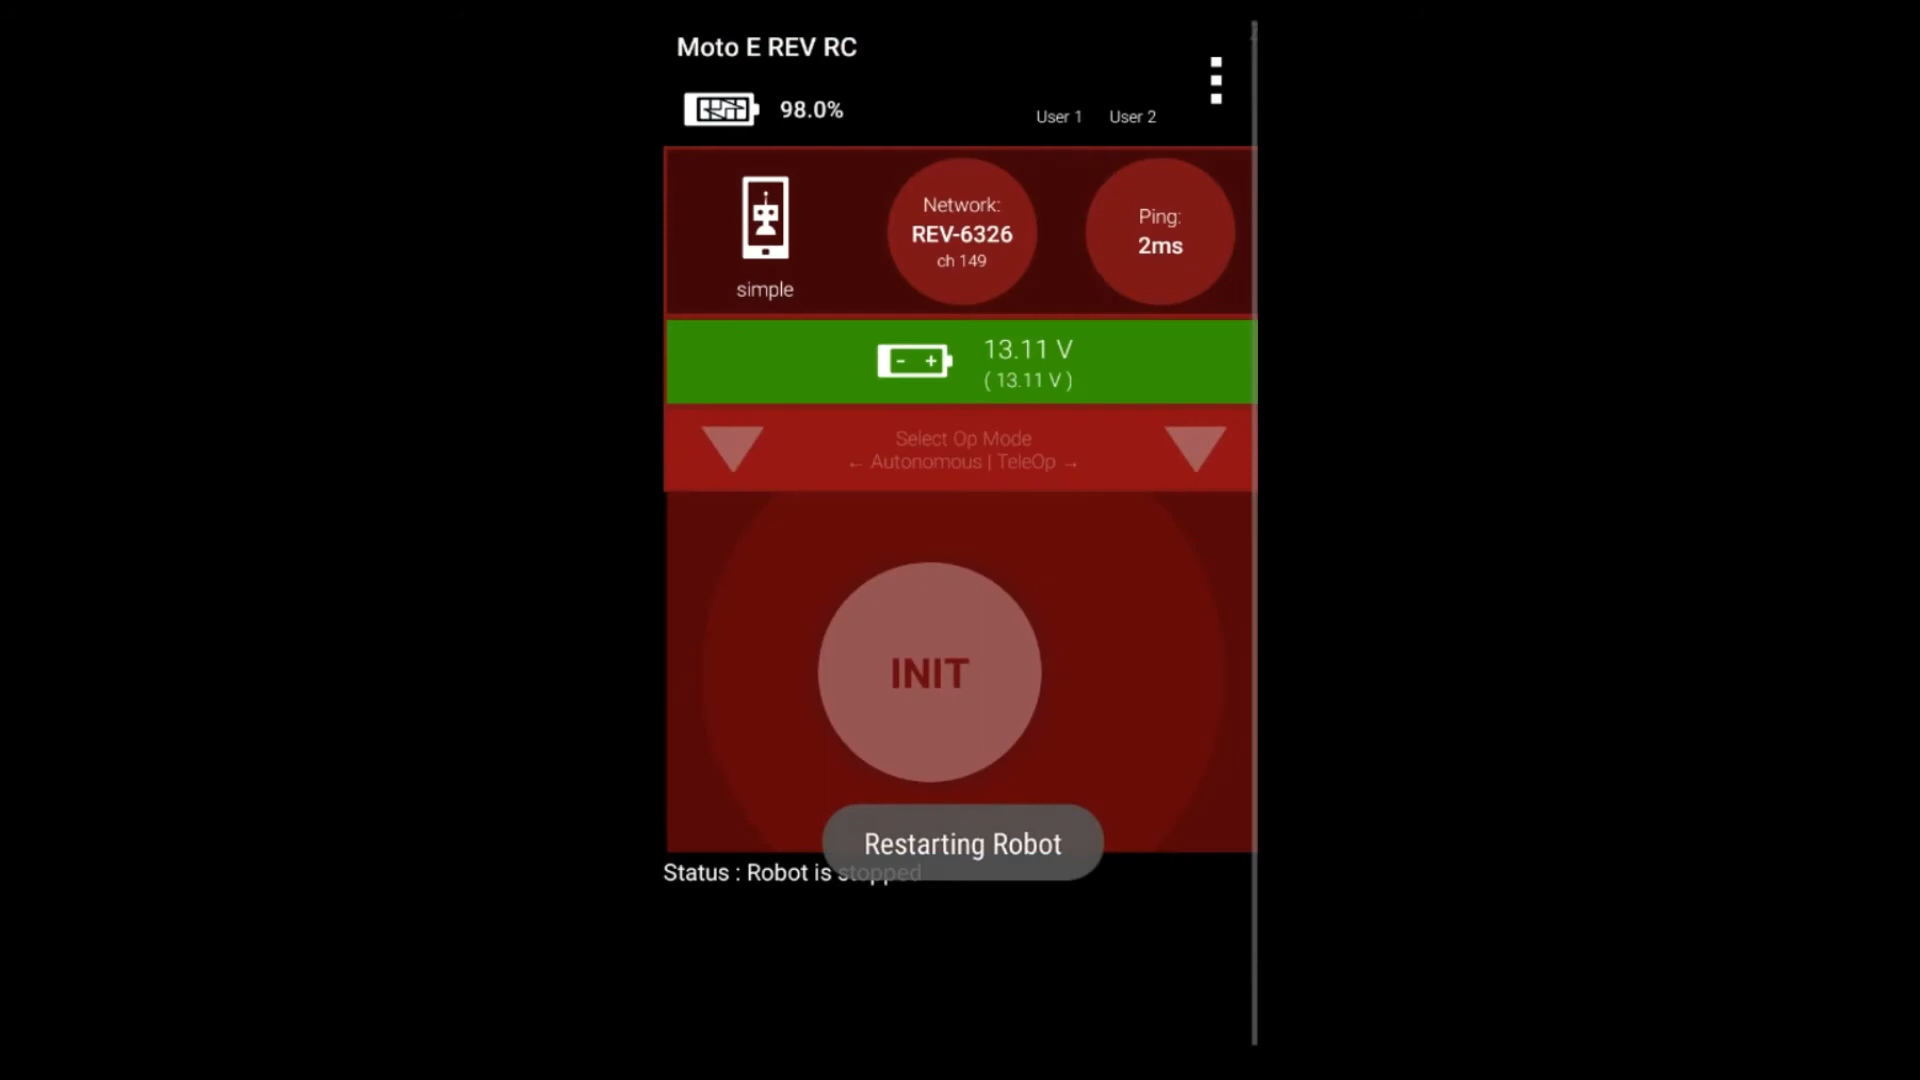 Moto E REV RC
98.0%
User 1 User 2
simple
Network:
REV-6326
ch 149
Ping:
2ms
13.11 V
( 13.11 V )
Select Op Mode
← Autonomous | TeleOp →
INIT
Restarting Robot
Status : Robot is stopped